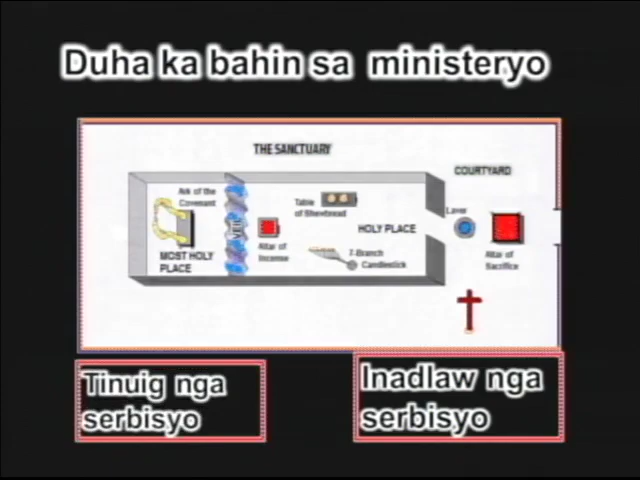 Duha ka bahin sa ministeryo
THE SANCTUARY
COURTYARD
Ark of the
Covenant
Table
of Shewbread
VEIL
HOLY PLACE
Laver
Altar of
Incense
7-Branch
Candlestick
MOST HOLY
PLACE
Altar of
Sacrifice
Tinuig nga
serbisyo
Inadlaw nga
serbisyo